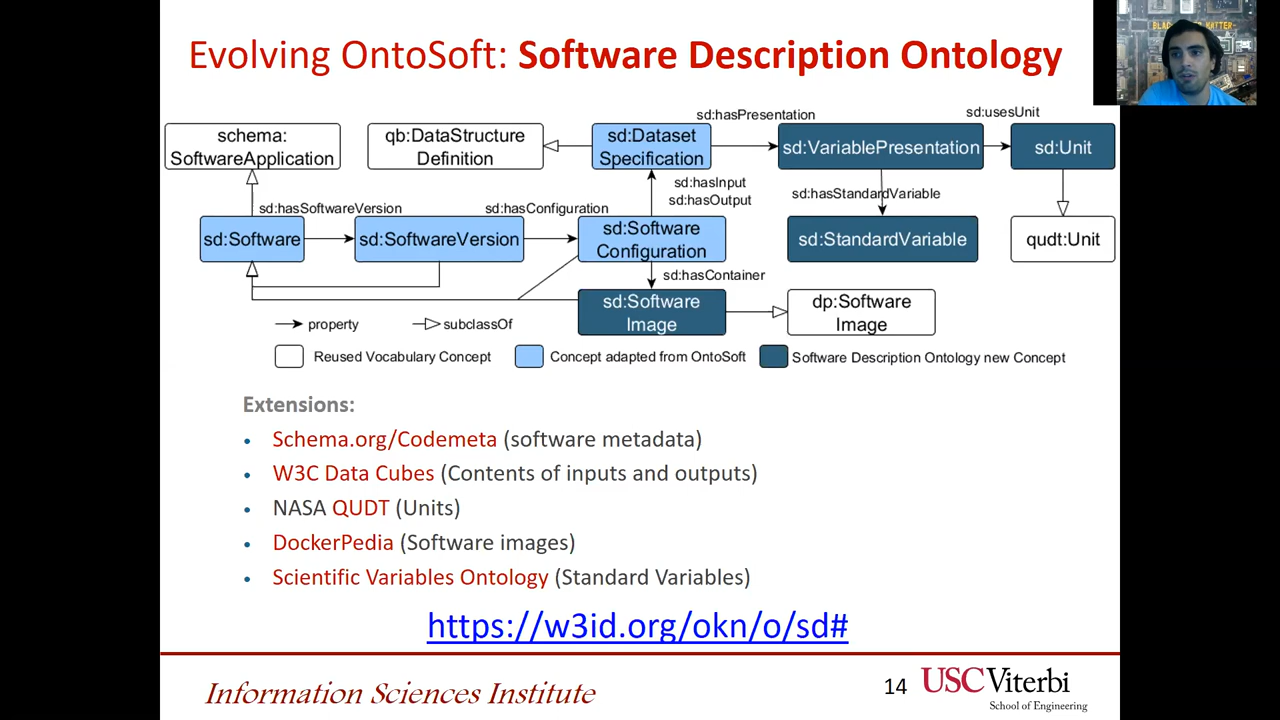 Evolving OntoSoft: Software Description Ontology
sd:hasPresentation
sd:usesUnit
schema:
SoftwareApplication
qb:DataStructure
Definition
sd:Dataset
Specification
sd:VariablePresentation
sd:Unit
sd:hasInput
sd:hasOutput
sd:hasStandardVariable
sd:hasSoftwareVersion
sd:hasConfiguration
sd:Software
sd:SoftwareVersion
sd:Software
Configuration
sd:StandardVariable
qudt:Unit
sd:hasContainer
sd:Software
Image
dp:Software
Image
property
subclassOf
Reused Vocabulary Concept
Concept adapted from OntoSoft
Software Description Ontology new Concept
Extensions:
• Schema.org/Codemeta (software metadata)
• W3C Data Cubes (Contents of inputs and outputs)
• NASA QUDT (Units)
• DockerPedia (Software images)
• Scientific Variables Ontology (Standard Variables)
https://w3id.org/okn/o/sd#
Information Sciences Institute
14
USC Viterbi
School of Engineering